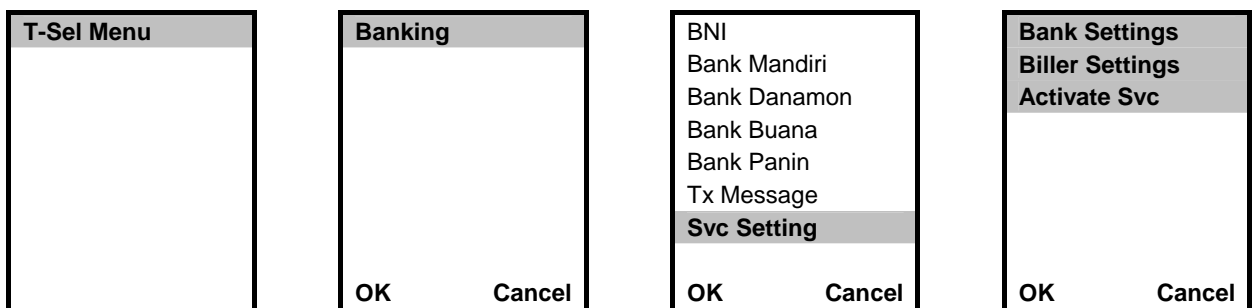 T-Sel Menu
Banking
OK Cancel
BNI
Bank Mandiri
Bank Danamon
Bank Buana
Bank Panin
Tx Message
Svc Setting
OK Cancel
Bank Settings
Biller Settings
Activate Svc
OK Cancel